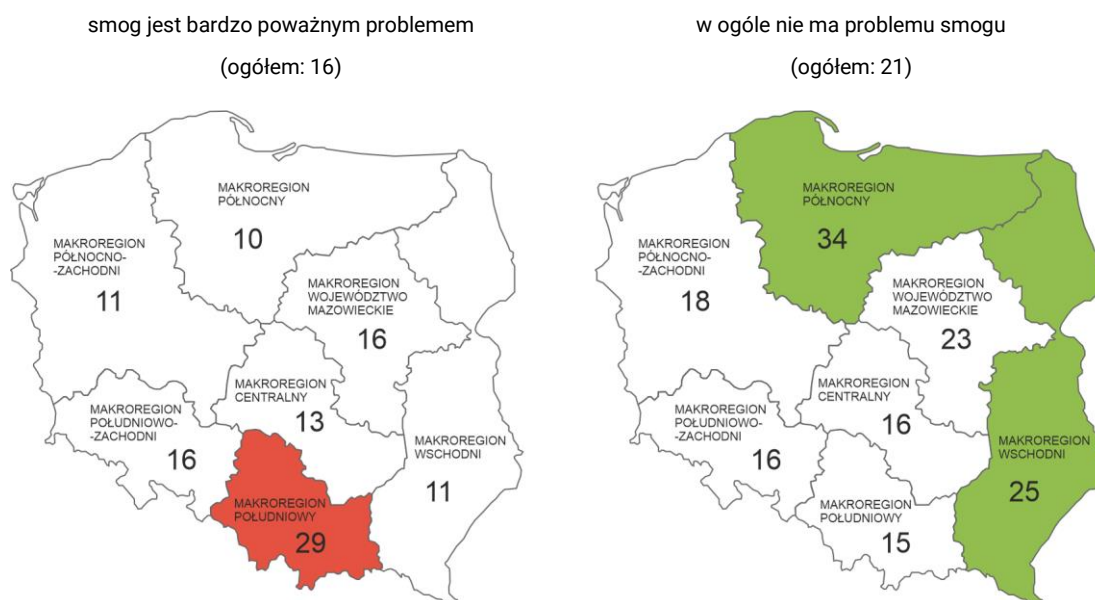 smog jest bardzo poważnym problemem
(ogółem: 16)
MAKROREGION
PÓŁNOCNY
10
MAKROREGION
PÓŁNOCNO-
-ZACHODNI
11
MAKROREGION
WOJEWÓDZTWO
MAZOWIECKIE
16
MAKROREGION
CENTRALNY
13
MAKROREGION
POŁUDNIOWO-
-ZACHODNI
16
MAKROREGION
WSCHODNI
11
MAKROREGION
POŁUDNIOWY
29
w ogóle nie ma problemu smogu
(ogółem: 21)
MAKROREGION
PÓŁNOCNY
34
MAKROREGION
PÓŁNOCNO-
-ZACHODNI
18
MAKROREGION
WOJEWÓDZTWO
MAZOWIECKIE
23
MAKROREGION
CENTRALNY
16
MAKROREGION
POŁUDNIOWO-
-ZACHODNI
16
MAKROREGION
WSCHODNI
25
MAKROREGION
POŁUDNIOWY
15